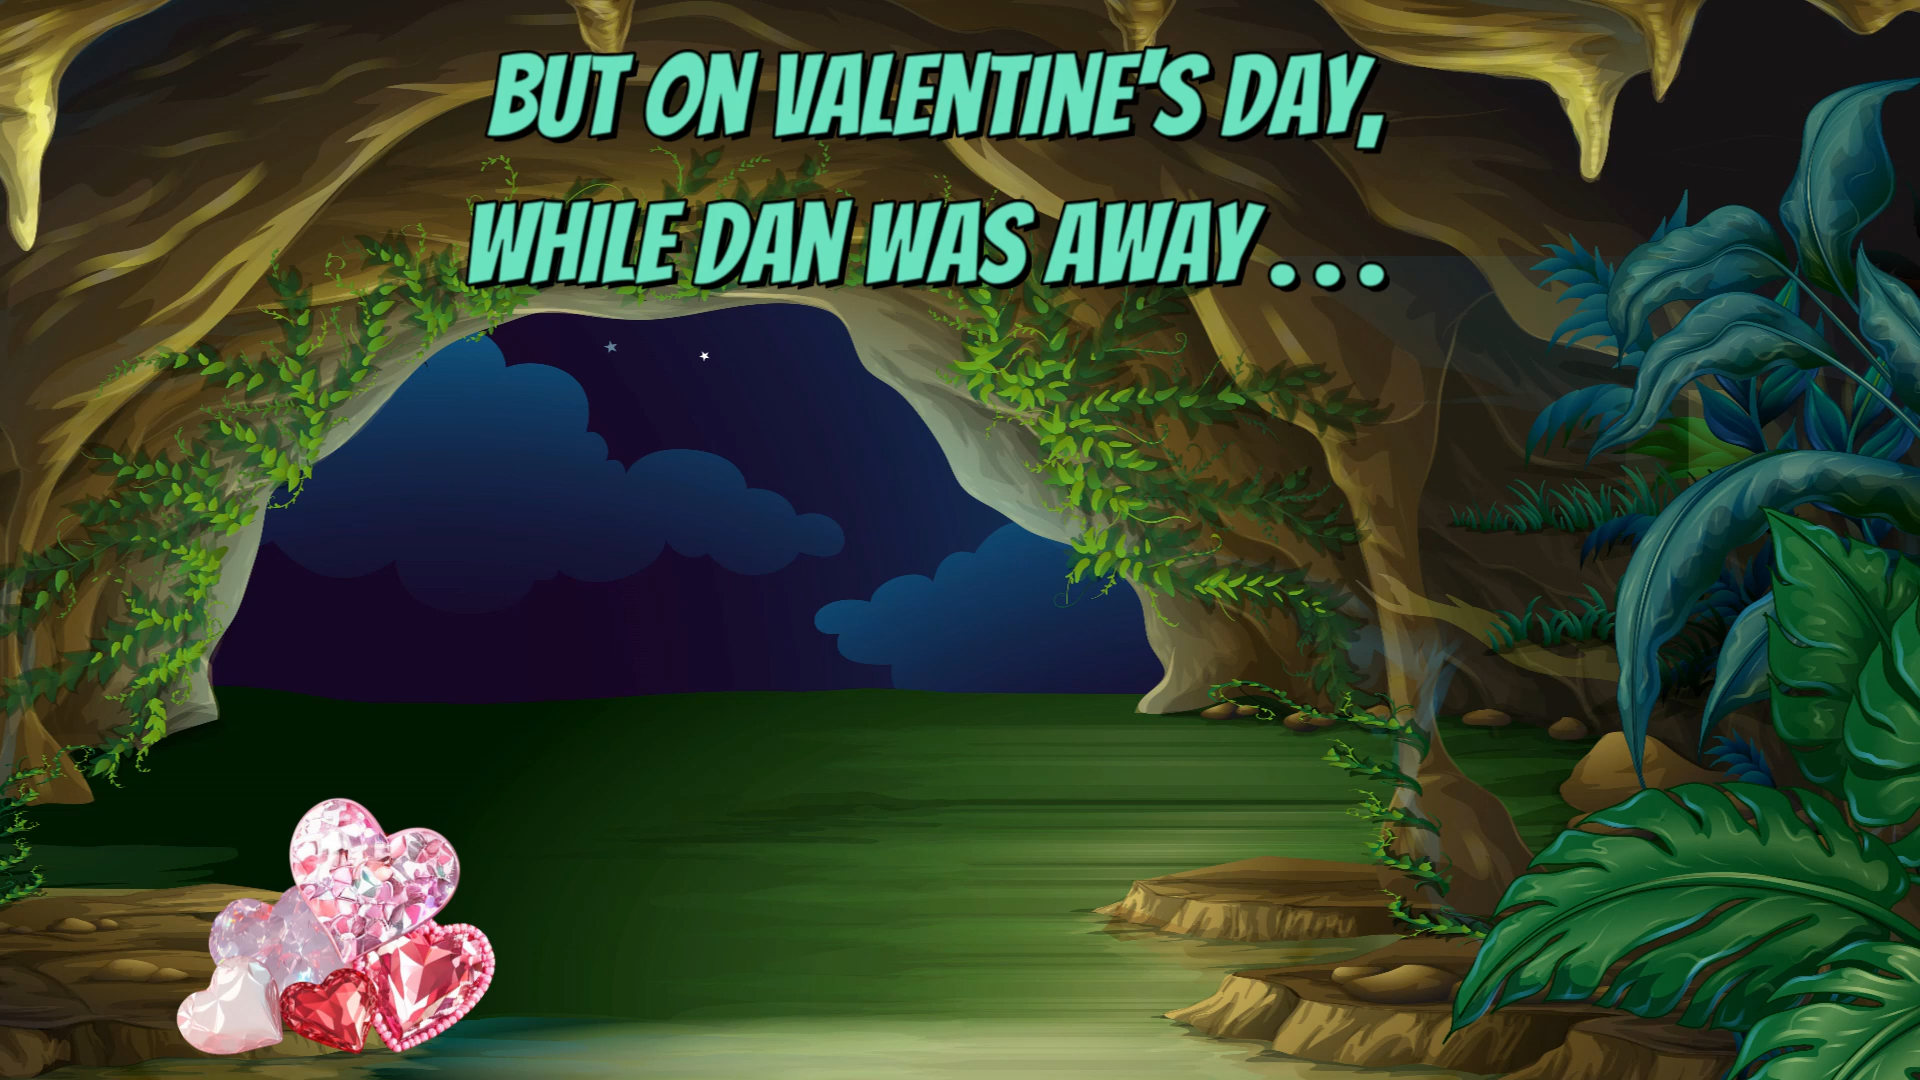 BUT ON VALENTINE'S DAY,
WHILE DAN WAS AWAY . . .